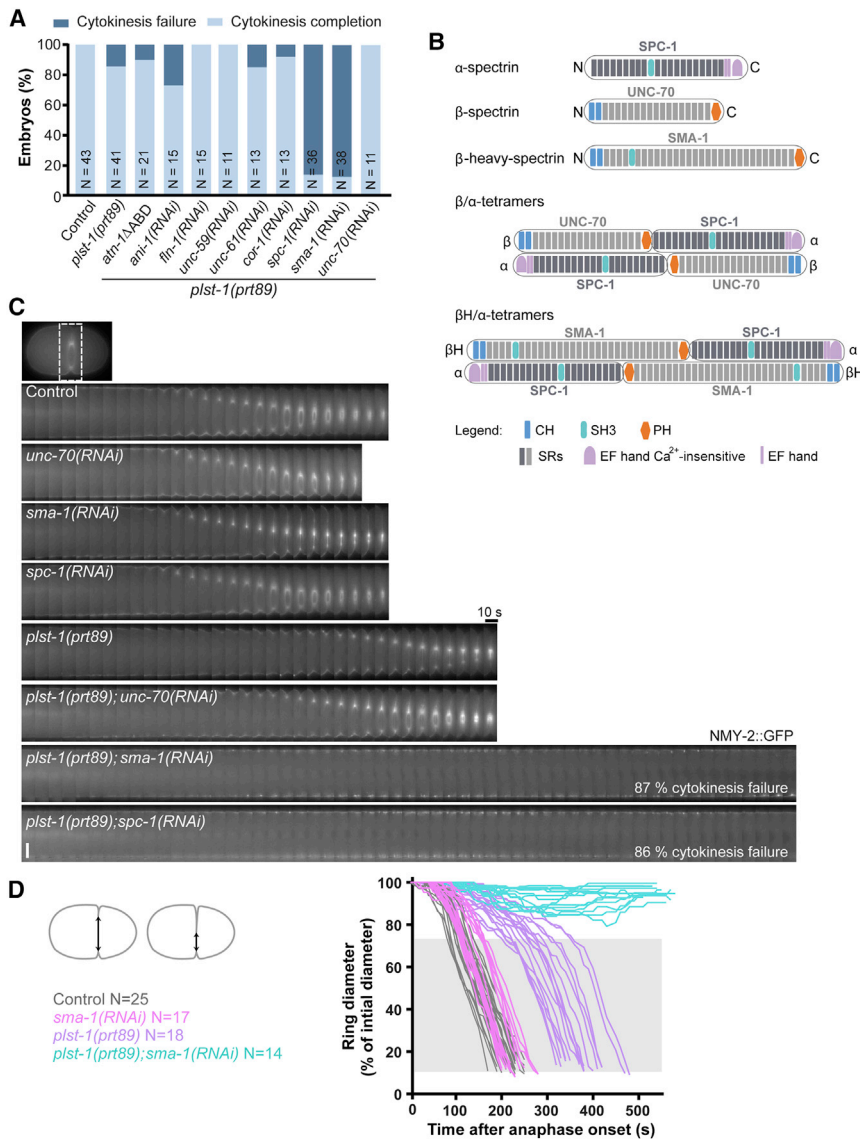 A
Cytokinesis failure
Cytokinesis completion
Embryos (%)
100
80
60
40
20
0
N = 43
N = 41
N = 21
N = 15
N = 15
N = 11
N = 13
N = 13
N = 36
N = 38
N = 11
Control
plst-1(prt89)
atn-1ΔABD
ani-1(RNAi)
fln-1(RNAi)
unc-59(RNAi)
unc-61(RNAi)
cor-1(RNAi)
spc-1(RNAi)
sma-1(RNAi)
unc-70(RNAi)
plst-1(prt89)
B
SPC-1
α-spectrin N C
UNC-70
β-spectrin N C
SMA-1
β-heavy-spectrin N C
β/α-tetramers
UNC-70 SPC-1
β α
α β
SPC-1 UNC-70
βH/α-tetramers
SMA-1 SPC-1
βH α
α βH
SPC-1 SMA-1
Legend: CH SH3 PH
SRs EF hand Ca2+-insensitive EF hand
C
Control
unc-70(RNAi)
sma-1(RNAi)
spc-1(RNAi)
10 s
plst-1(prt89)
plst-1(prt89); unc-70(RNAi)
NMY-2::GFP
plst-1(prt89); sma-1(RNAi)
87 % cytokinesis failure
plst-1(prt89);spc-1(RNAi)
86 % cytokinesis failure
D
Control N=25
sma-1(RNAi) N=17
plst-1(prt89) N=18
plst-1(prt89);sma-1(RNAi) N=14
Ring diameter
(% of intial diameter)
100
80
60
40
20
0
0 100 200 300 400 500
Time after anaphase onset (s)